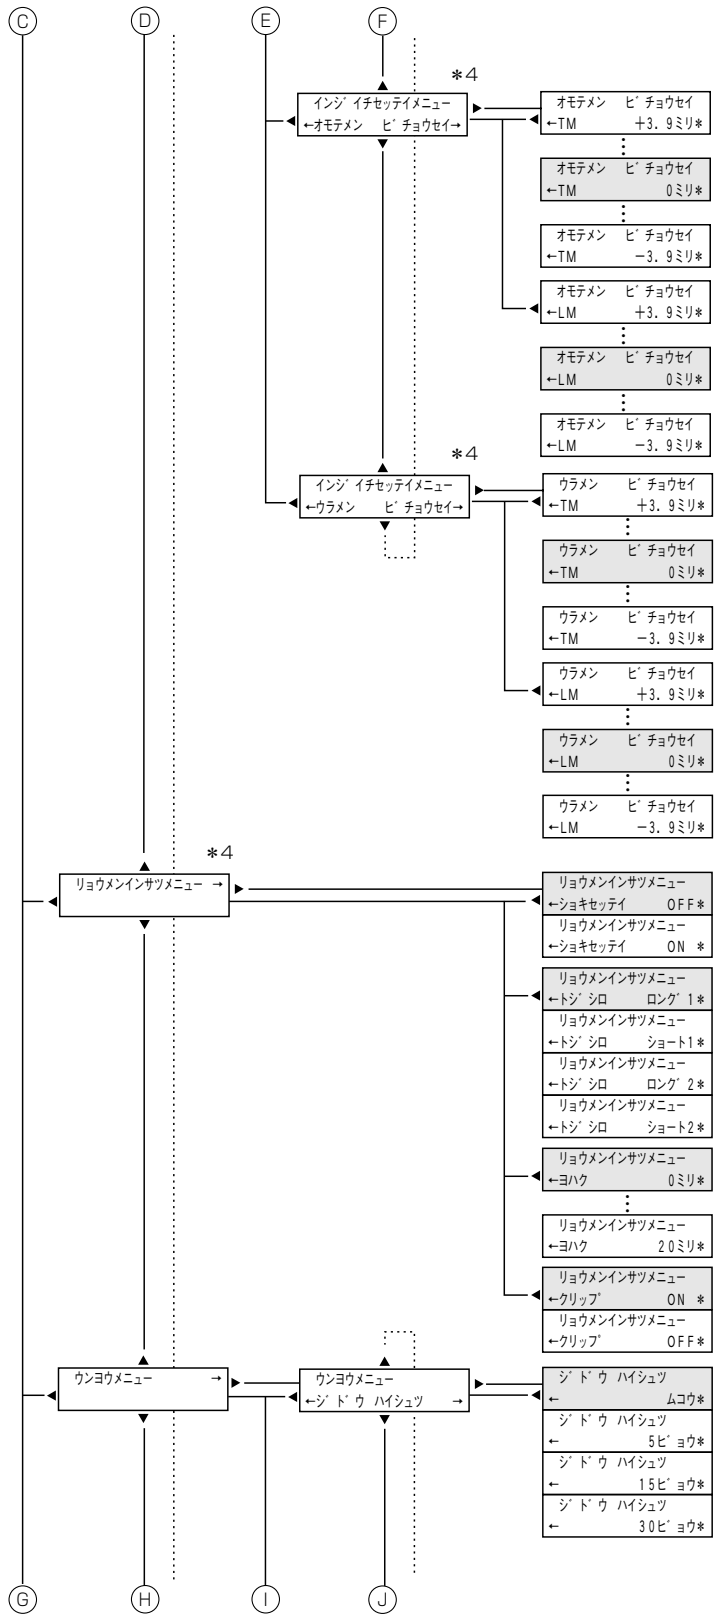 Ⓒ Ⓓ Ⓔ Ⓕ
*4
インジイチセッテイメニュー
←オモテメン ビチョウセイ→
オモテメン ビチョウセイ
←TM +3.9ミリ*
オモテメン ビチョウセイ
←TM 0ミリ*
オモテメン ビチョウセイ
←TM −3.9ミリ*
オモテメン ビチョウセイ
←LM +3.9ミリ*
オモテメン ビチョウセイ
←LM 0ミリ*
オモテメン ビチョウセイ
←LM −3.9ミリ*
*4
インジイチセッテイメニュー
←ウラメン ビチョウセイ→
ウラメン ビチョウセイ
←TM +3.9ミリ*
ウラメン ビチョウセイ
←TM 0ミリ*
ウラメン ビチョウセイ
←TM −3.9ミリ*
ウラメン ビチョウセイ
←LM +3.9ミリ*
ウラメン ビチョウセイ
←LM 0ミリ*
ウラメン ビチョウセイ
←LM −3.9ミリ*
*4
リョウメンインサツメニュー →
リョウメンインサツメニュー
←ショキセッテイ OFF*
リョウメンインサツメニュー
←ショキセッテイ ON *
リョウメンインサツメニュー
←トジシロ ロング1*
リョウメンインサツメニュー
←トジシロ ショート1*
リョウメンインサツメニュー
←トジシロ ロング2*
リョウメンインサツメニュー
←トジシロ ショート2*
リョウメンインサツメニュー
←ヨハク 0ミリ*
リョウメンインサツメニュー
←ヨハク 20ミリ*
リョウメンインサツメニュー
←クリップ ON *
リョウメンインサツメニュー
←クリップ OFF*
ウンヨウメニュー →
ウンヨウメニュー
←ジドウ ハイシュツ →
ジドウ ハイシュツ
← ムコウ*
ジドウ ハイシュツ
← 5ビョウ*
ジドウ ハイシュツ
← 15ビョウ*
ジドウ ハイシュツ
← 30ビョウ*
Ⓖ Ⓗ Ⓘ Ⓙ